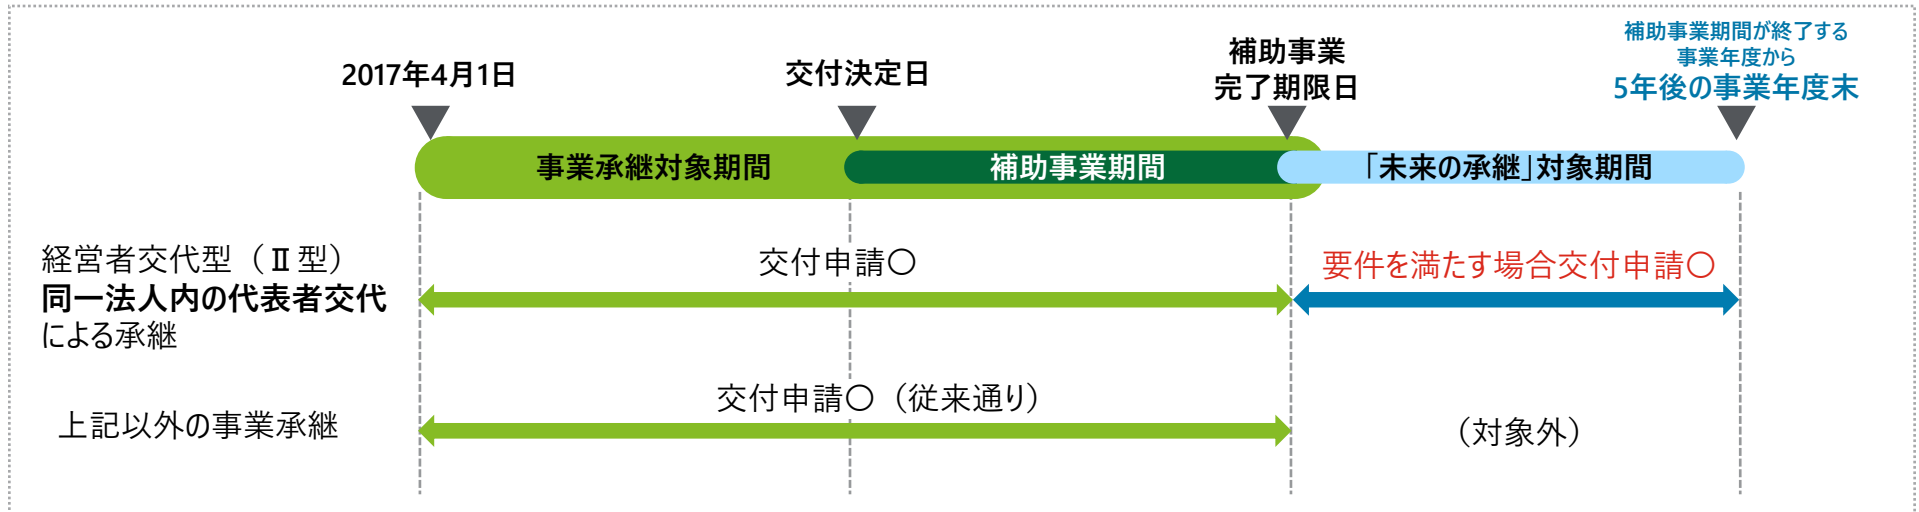 2017年4月1日
交付決定日
補助事業
完了期限日
補助事業期間が終了する
事業年度から
5年後の事業年度末
事業承継対象期間
補助事業期間
「未来の承継」対象期間
経営者交代型（Ⅱ型）
同一法人内の代表者交代
による承継
交付申請〇
要件を満たす場合交付申請〇
上記以外の事業承継
交付申請〇（従来通り）
（対象外）